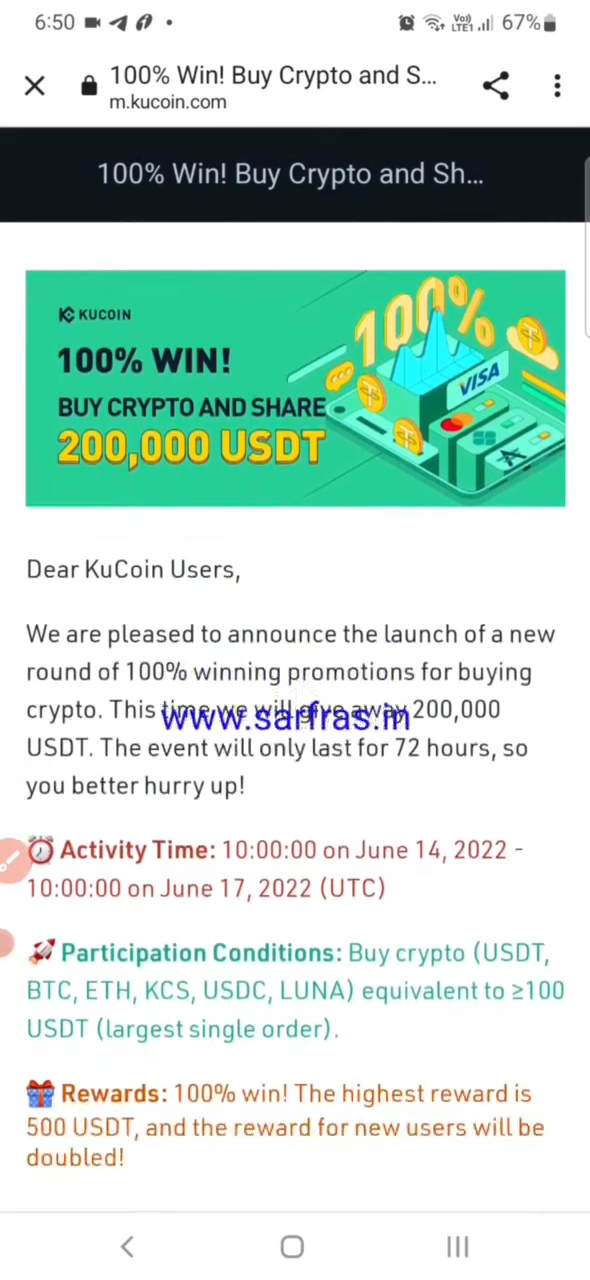 6:50 Vo) LTE1 67%
100% Win! Buy Crypto and S...
m.kucoin.com
100% Win! Buy Crypto and Sh...
KUCOIN
100% WIN!
BUY CRYPTO AND SHARE
200,000 USDT
100%
VISA
Dear KuCoin Users,
We are pleased to announce the launch of a new
round of 100% winning promotions for buying
crypto. This time we will give away 200,000
www.sarfras.in
USDT. The event will only last for 72 hours, so
you better hurry up!
Activity Time: 10:00:00 on June 14, 2022 -
10:00:00 on June 17, 2022 (UTC)
Participation Conditions: Buy crypto (USDT,
BTC, ETH, KCS, USDC, LUNA) equivalent to ≥100
USDT (largest single order).
Rewards: 100% win! The highest reward is
500 USDT, and the reward for new users will be
doubled!